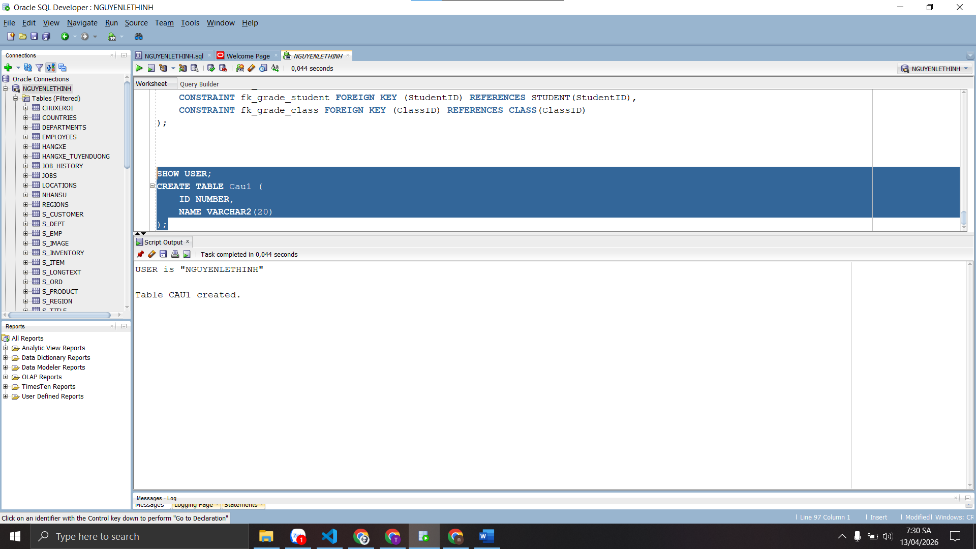 Oracle SQL Developer : NGUYENLETHINH
File Edit View Navigate Run Source Team Tools Window Help
Connections
NGUYENLETHINH.sql
Welcome Page
NGUYENLETHINH
0,044 seconds
NGUYENLETHINH
Worksheet
Query Builder
Oracle Connections
NGUYENLETHINH
Tables (Filtered)
CHUXEROI
COUNTRIES
DEPARTMENTS
EMPLOYEES
HANGXE
HANGXE_TUYENDUONG
JOB_HISTORY
JOBS
LOCATIONS
NHANSU
REGIONS
S_CUSTOMER
S_DEPT
S_EMP
S_IMAGE
S_INVENTORY
S_ITEM
S_LONGTEXT
S_ORD
S_PRODUCT
S_REGION
S_TITLE
CONSTRAINT fk_grade_student FOREIGN KEY (StudentID) REFERENCES STUDENT(StudentID),
CONSTRAINT fk_grade_class FOREIGN KEY (ClassID) REFERENCES CLASS(ClassID)
);
SHOW USER;
CREATE TABLE Cau1 (
ID NUMBER,
NAME VARCHAR2(20)
);
Script Output
Task completed in 0,044 seconds
USER is "NGUYENLETHINH"
Table CAU1 created.
Reports
All Reports
Analytic View Reports
Data Dictionary Reports
Data Modeler Reports
OLAP Reports
TimesTen Reports
User Defined Reports
Messages - Log
Messages
Logging Page
Statements
Click on an identifier with the Control key down to perform "Go to Declaration"
Line 97 Column 1
Insert
Modified
Windows: CF
Type here to search
7:30 SA
13/04/2026